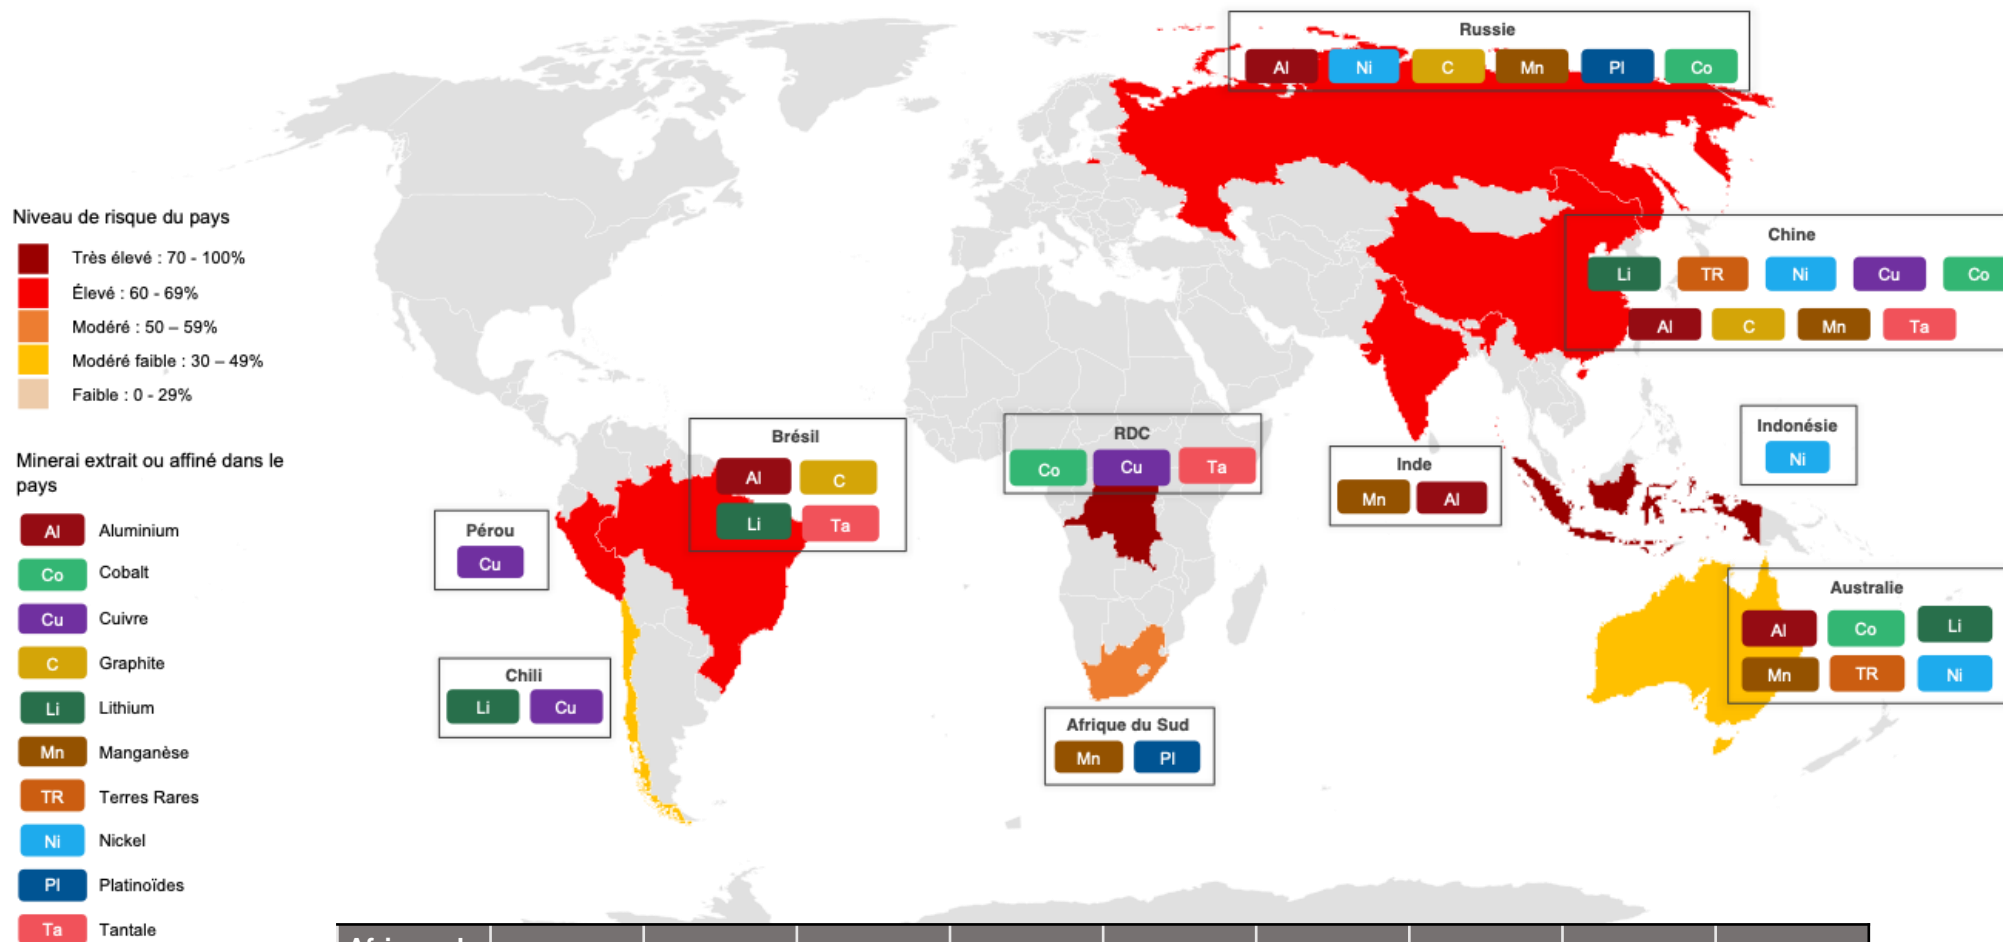 Russie
Al Ni C Mn Pl Co
Niveau de risque du pays
Très élevé : 70 - 100%
Élevé : 60 - 69%
Modéré : 50 – 59%
Modéré faible : 30 – 49%
Faible : 0 - 29%
Minerai extrait ou affiné dans le
pays
Al Aluminium
Co Cobalt
Cu Cuivre
C Graphite
Li Lithium
Mn Manganèse
TR Terres Rares
Ni Nickel
Pl Platinoïdes
Ta Tantale
Chine
Li TR Ni Cu Co
Al C Mn Ta
Brésil
Al C
Li Ta
RDC
Co Cu Ta
Inde
Mn Al
Indonésie
Ni
Pérou
Cu
Chili
Li Cu
Afrique du Sud
Mn Pl
Australie
Al Co Li
Mn TR Ni